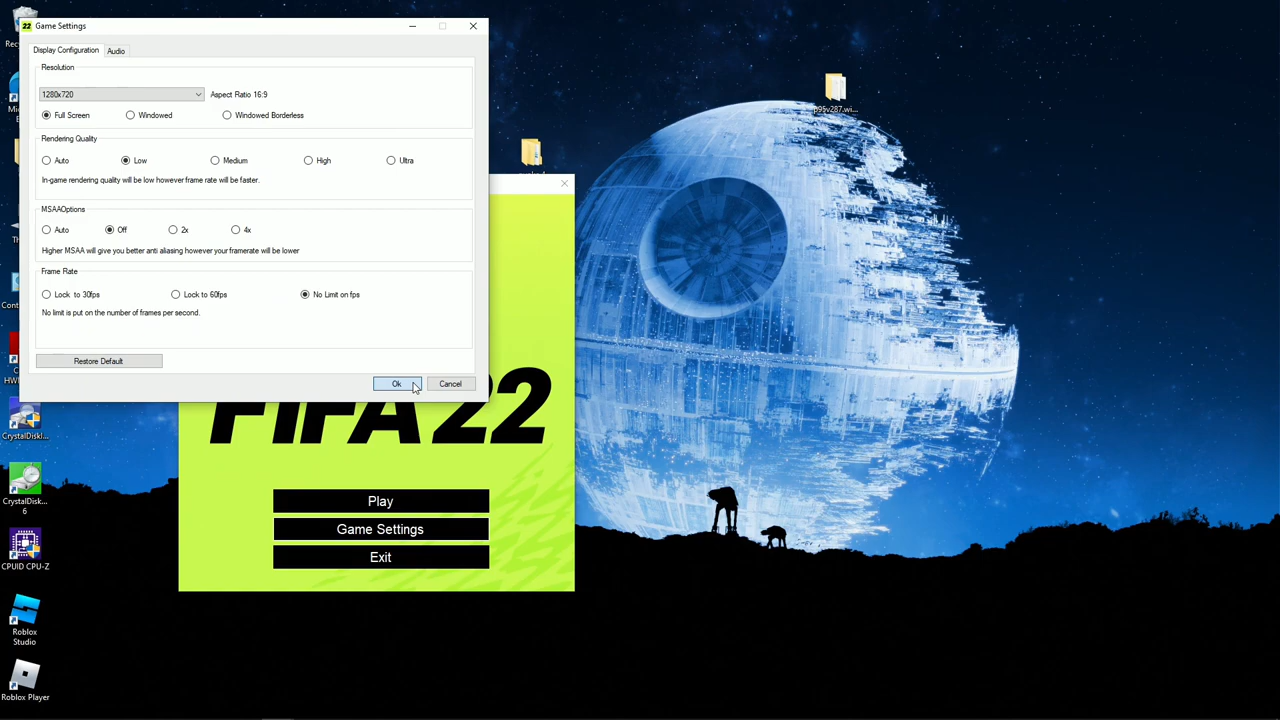 22 Game Settings
Display Configuration Audio
Resolution
1280x720 Aspect Ratio 16:9
Full Screen Windowed Windowed Borderless
Rendering Quality
Auto Low Medium High Ultra
In-game rendering quality will be low however frame rate will be faster.
MSAAOptions
Auto Off 2x 4x
Higher MSAA will give you better anti aliasing however your framerate will be lower
Frame Rate
Lock to 30fps Lock to 60fps No Limit on fps
No limit is put on the number of frames per second.
Restore Default
Ok Cancel
FIFA 22
Play
Game Settings
Exit
p95v287.wi...
CrystalDiskI...
CrystalDisk...
6
CPUID CPU-Z
Roblox
Studio
Roblox Player